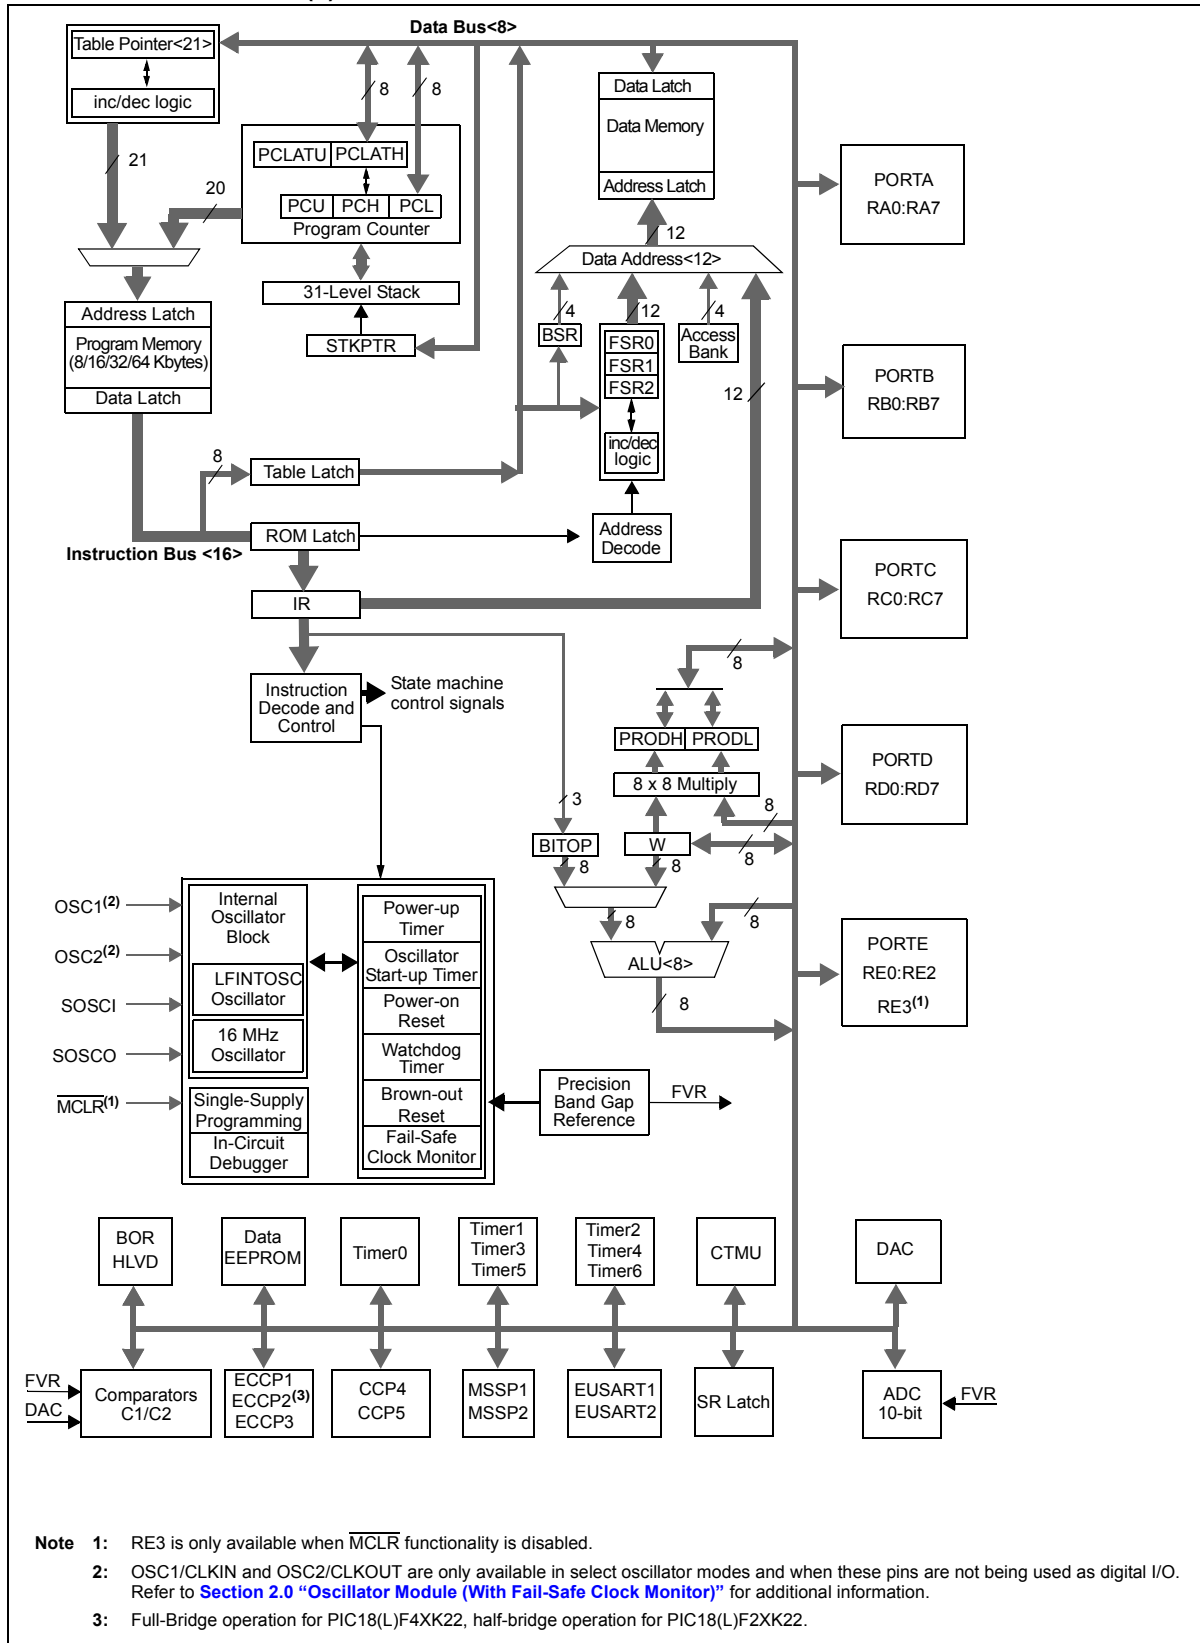 Data Bus<8>
Table Pointer<21>
inc/dec logic
21
20
8
8
PCLATU PCLATH
PCU PCH PCL
Program Counter
31-Level Stack
STKPTR
Data Latch
Data Memory
Address Latch
12
Data Address<12>
4
12
4
BSR
FSR0
FSR1
FSR2
inc/dec
logic
Access
Bank
12
Address
Decode
Address Latch
Program Memory
(8/16/32/64 Kbytes)
Data Latch
8
Table Latch
ROM Latch
Instruction Bus <16>
IR
Instruction
Decode and
Control
State machine
control signals
PORTA
RA0:RA7
PORTB
RB0:RB7
PORTC
RC0:RC7
PORTD
RD0:RD7
PORTE
RE0:RE2
RE3(1)
8
PRODH PRODL
8 x 8 Multiply
3
8
BITOP
W
8
8
8
8
8
ALU<8>
8
OSC1(2)
OSC2(2)
SOSCI
SOSCO
MCLR(1)
Internal
Oscillator
Block
LFINTOSC
Oscillator
16 MHz
Oscillator
Single-Supply
Programming
In-Circuit
Debugger
Power-up
Timer
Oscillator
Start-up Timer
Power-on
Reset
Watchdog
Timer
Brown-out
Reset
Fail-Safe
Clock Monitor
Precision
Band Gap
Reference
FVR
BOR
HLVD
Data
EEPROM
Timer0
Timer1
Timer3
Timer5
Timer2
Timer4
Timer6
CTMU
DAC
FVR
DAC
Comparators
C1/C2
ECCP1
ECCP2(3)
ECCP3
CCP4
CCP5
MSSP1
MSSP2
EUSART1
EUSART2
SR Latch
ADC
10-bit
FVR
Note 1: RE3 is only available when MCLR functionality is disabled.
2: OSC1/CLKIN and OSC2/CLKOUT are only available in select oscillator modes and when these pins are not being used as digital I/O.
Refer to Section 2.0 “Oscillator Module (With Fail-Safe Clock Monitor)” for additional information.
3: Full-Bridge operation for PIC18(L)F4XK22, half-bridge operation for PIC18(L)F2XK22.